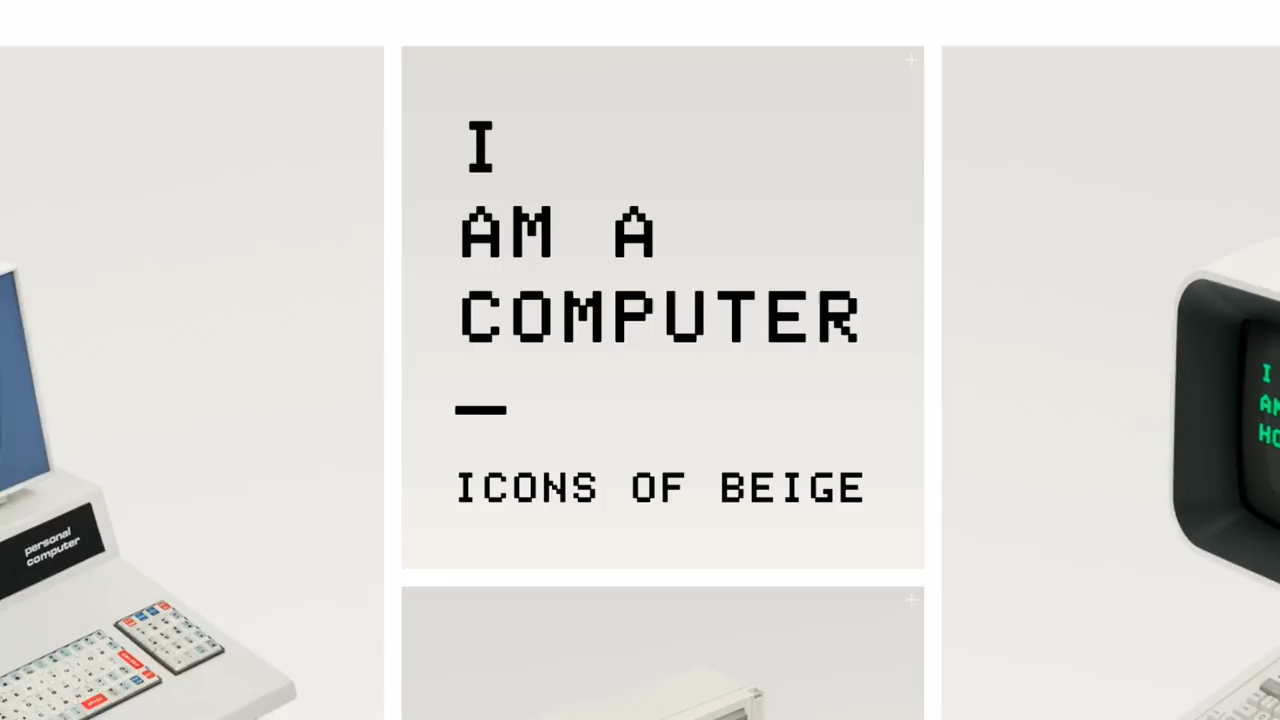 I
AM A
COMPUTER
—
ICONS OF BEIGE
personal
computer
I